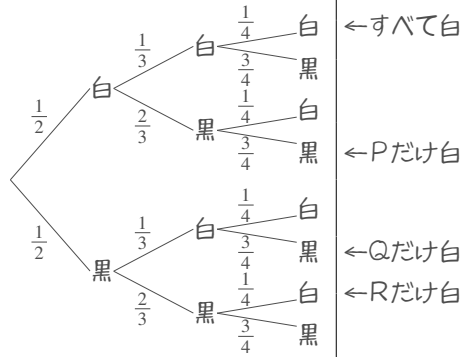 1/4 白 ←すべて白
1/3 白
3/4 黒
1/2 白
2/3 黒
1/4 白
3/4 黒 ←Pだけ白
1/2 黒
1/3 白
1/4 白
3/4 黒 ←Qだけ白
2/3 黒
1/4 白 ←Rだけ白
3/4 黒